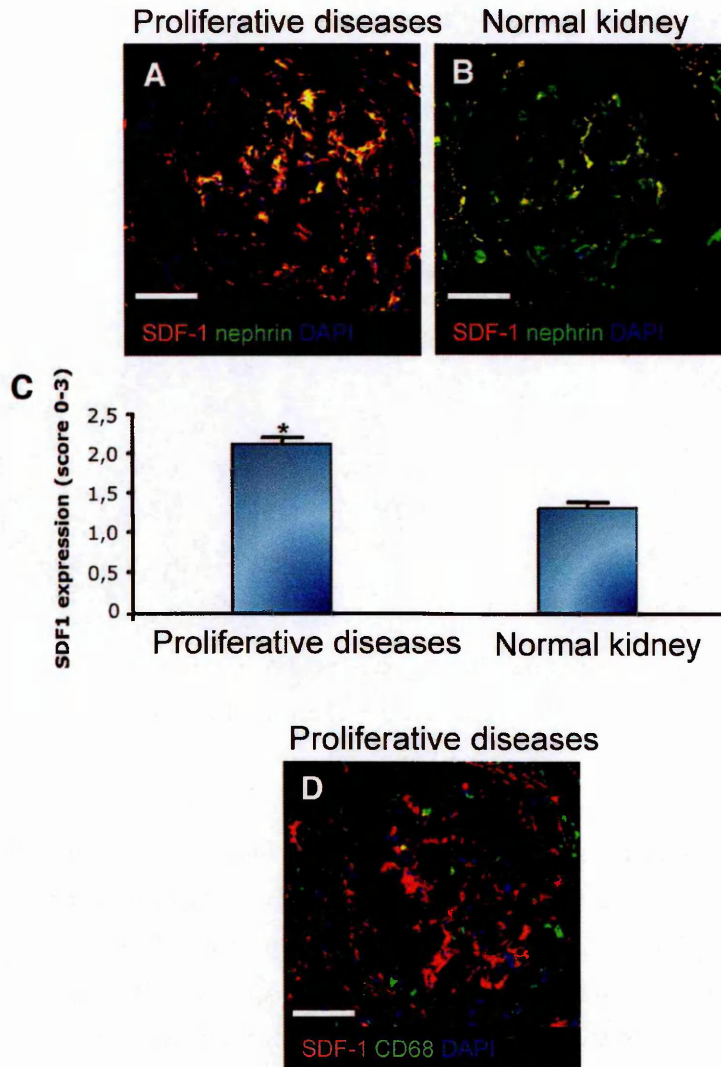 Proliferative diseases Normal kidney
A B
SDF-1 nephrin DAPI SDF-1 nephrin DAPI
C
SDF1 expression (score 0-3)
2,5
2,0
1,5
1,0
0,5
0
*
Proliferative diseases Normal kidney
Proliferative diseases
D
SDF-1 CD68 DAPI